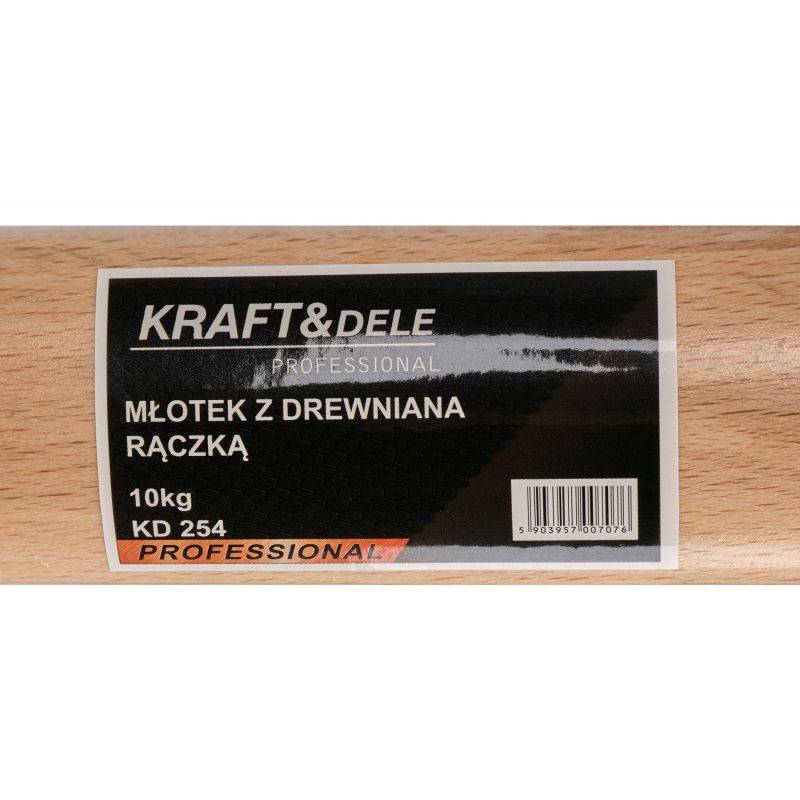 KRAFT&DELE
PROFESSIONAL
MŁOTEK Z DREWNIANA
RĄCZKĄ
10kg
KD 254
PROFESSIONAL
5 903957 007076